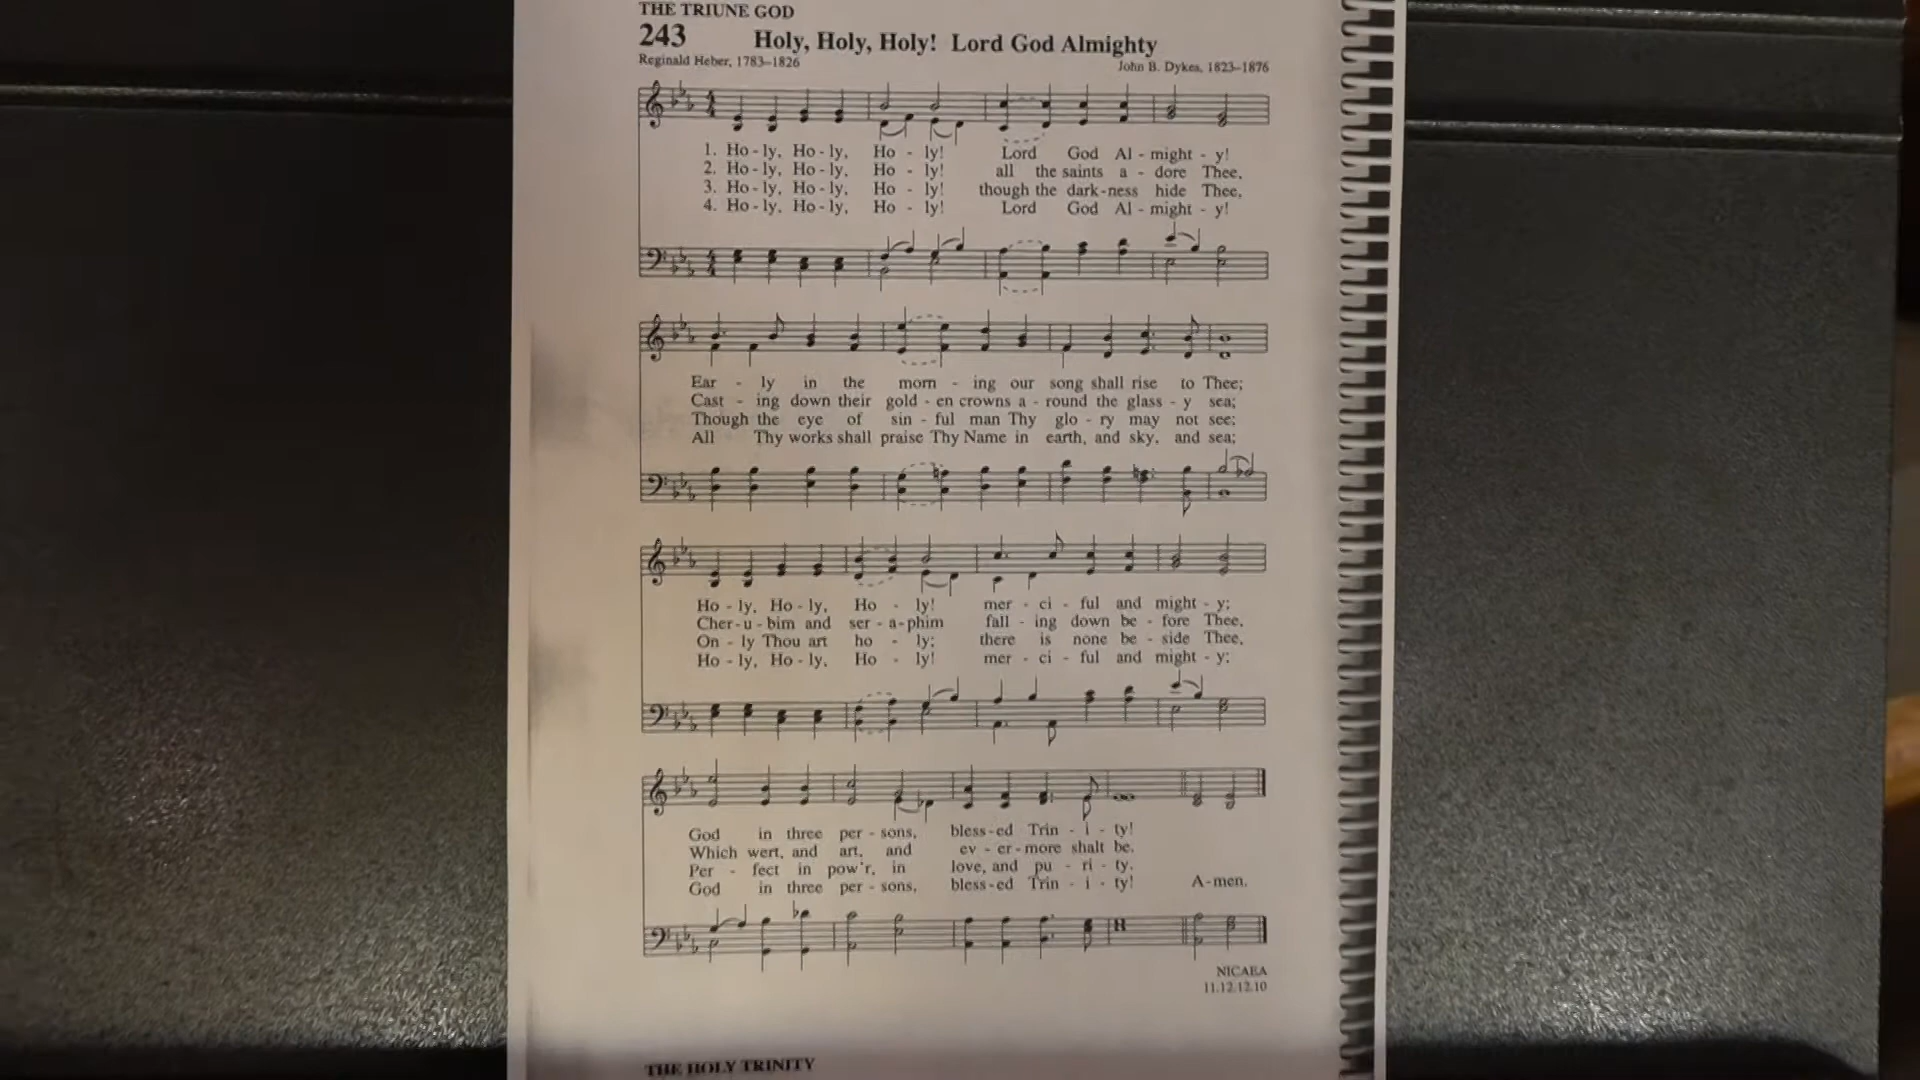 THE TRIUNE GOD
243 Holy, Holy, Holy! Lord God Almighty
Reginald Heber, 1783–1826 John B. Dykes, 1823–1876
1. Ho - ly, Ho - ly, Ho - ly! Lord God Al - might - y!
2. Ho - ly, Ho - ly, Ho - ly! all the saints a - dore Thee,
3. Ho - ly, Ho - ly, Ho - ly! though the dark - ness hide Thee,
4. Ho - ly, Ho - ly, Ho - ly! Lord God Al - might - y!
Ear - ly in the morn - ing our song shall rise to Thee;
Cast - ing down their gold - en crowns a - round the glass - y sea;
Though the eye of sin - ful man Thy glo - ry may not see;
All Thy works shall praise Thy Name in earth, and sky, and sea;
Ho - ly, Ho - ly, Ho - ly! mer - ci - ful and might - y;
Cher - u - bim and ser - a - phim fall - ing down be - fore Thee,
On - ly Thou art ho - ly; there is none be - side Thee,
Ho - ly, Ho - ly, Ho - ly! mer - ci - ful and might - y;
God in three per - sons, bless - ed Trin - i - ty!
Which wert, and art, and ev - er - more shalt be.
Per - fect in pow'r, in love, and pu - ri - ty.
God in three per - sons, bless - ed Trin - i - ty! A - men.
NICAEA
11.12.12.10
THE HOLY TRINITY